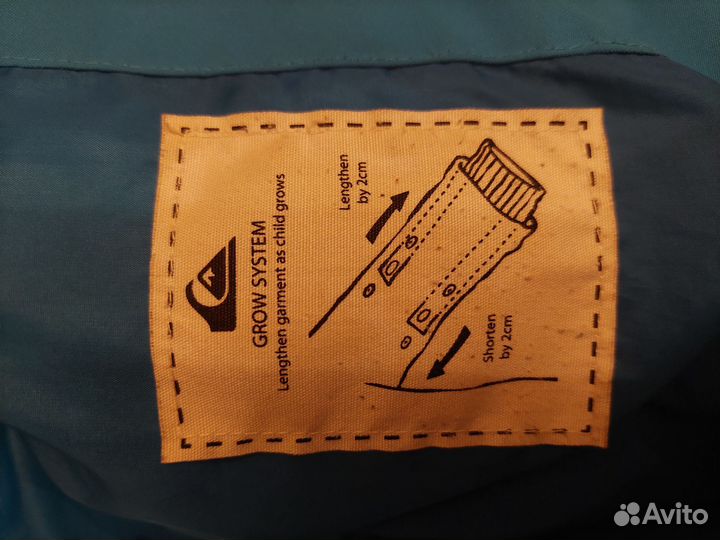 GROW SYSTEM
Lengthen garment as child grows
Lengthen
by 2cm
Shorten
by 2cm
Avito